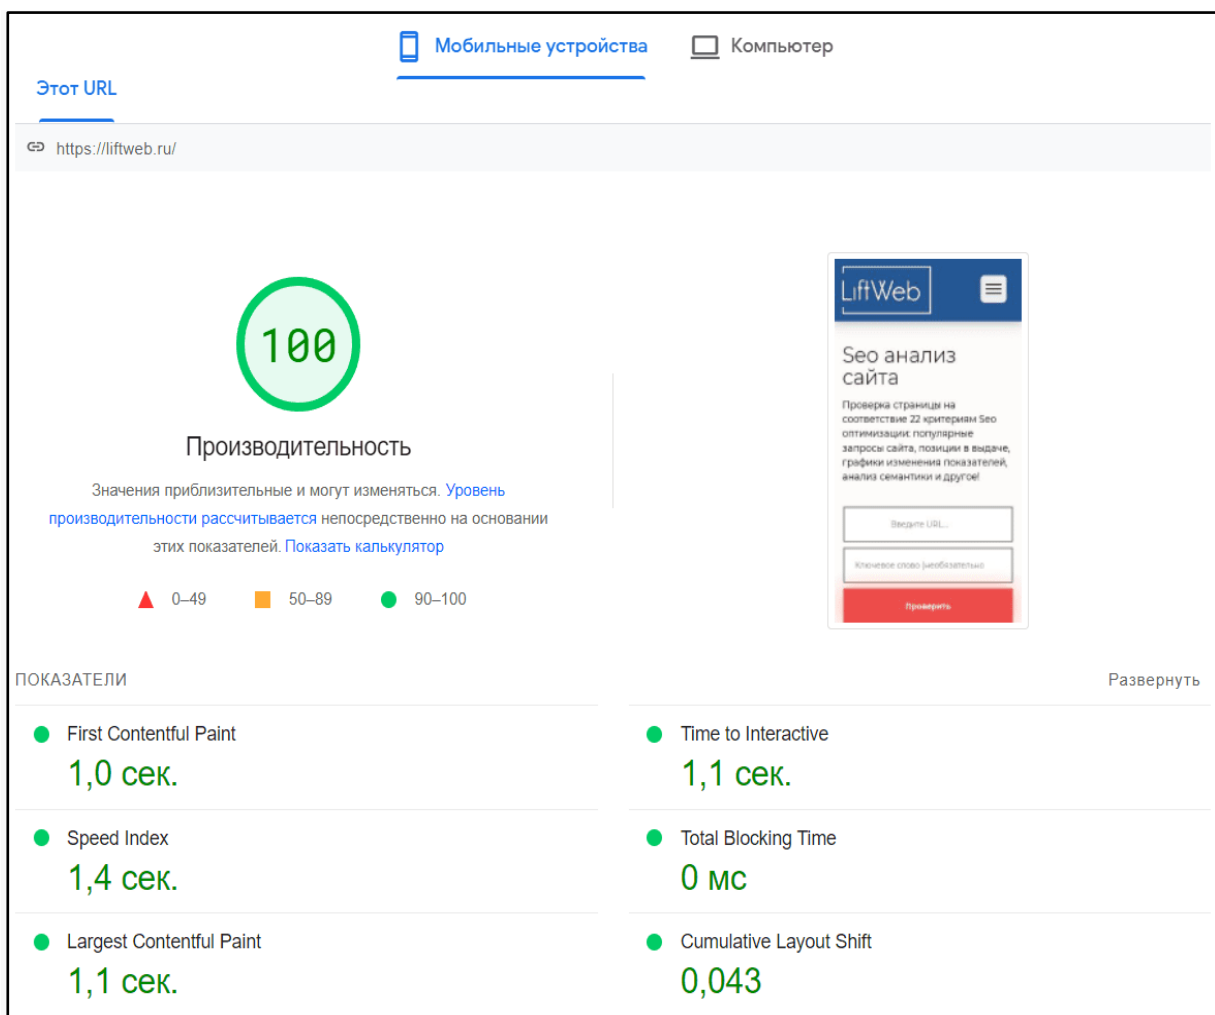 Мобильные устройства
Компьютер
Этот URL
https://liftweb.ru/
100
Производительность
Значения приблизительные и могут изменяться. Уровень
производительности рассчитывается непосредственно на основании
этих показателей. Показать калькулятор
0–49
50–89
90–100
LiftWeb
Seo анализ
сайта
Проверка страницы на
соответствие 22 критериям Seo
оптимизации: популярные
запросы сайта, позиции в выдаче,
графики изменения показателей,
анализ семантики и другое!
Введите URL...
Ключевое слово (необязательно
Проверить
ПОКАЗАТЕЛИ
Развернуть
First Contentful Paint
1,0 сек.
Time to Interactive
1,1 сек.
Speed Index
1,4 сек.
Total Blocking Time
0 мс
Largest Contentful Paint
1,1 сек.
Cumulative Layout Shift
0,043